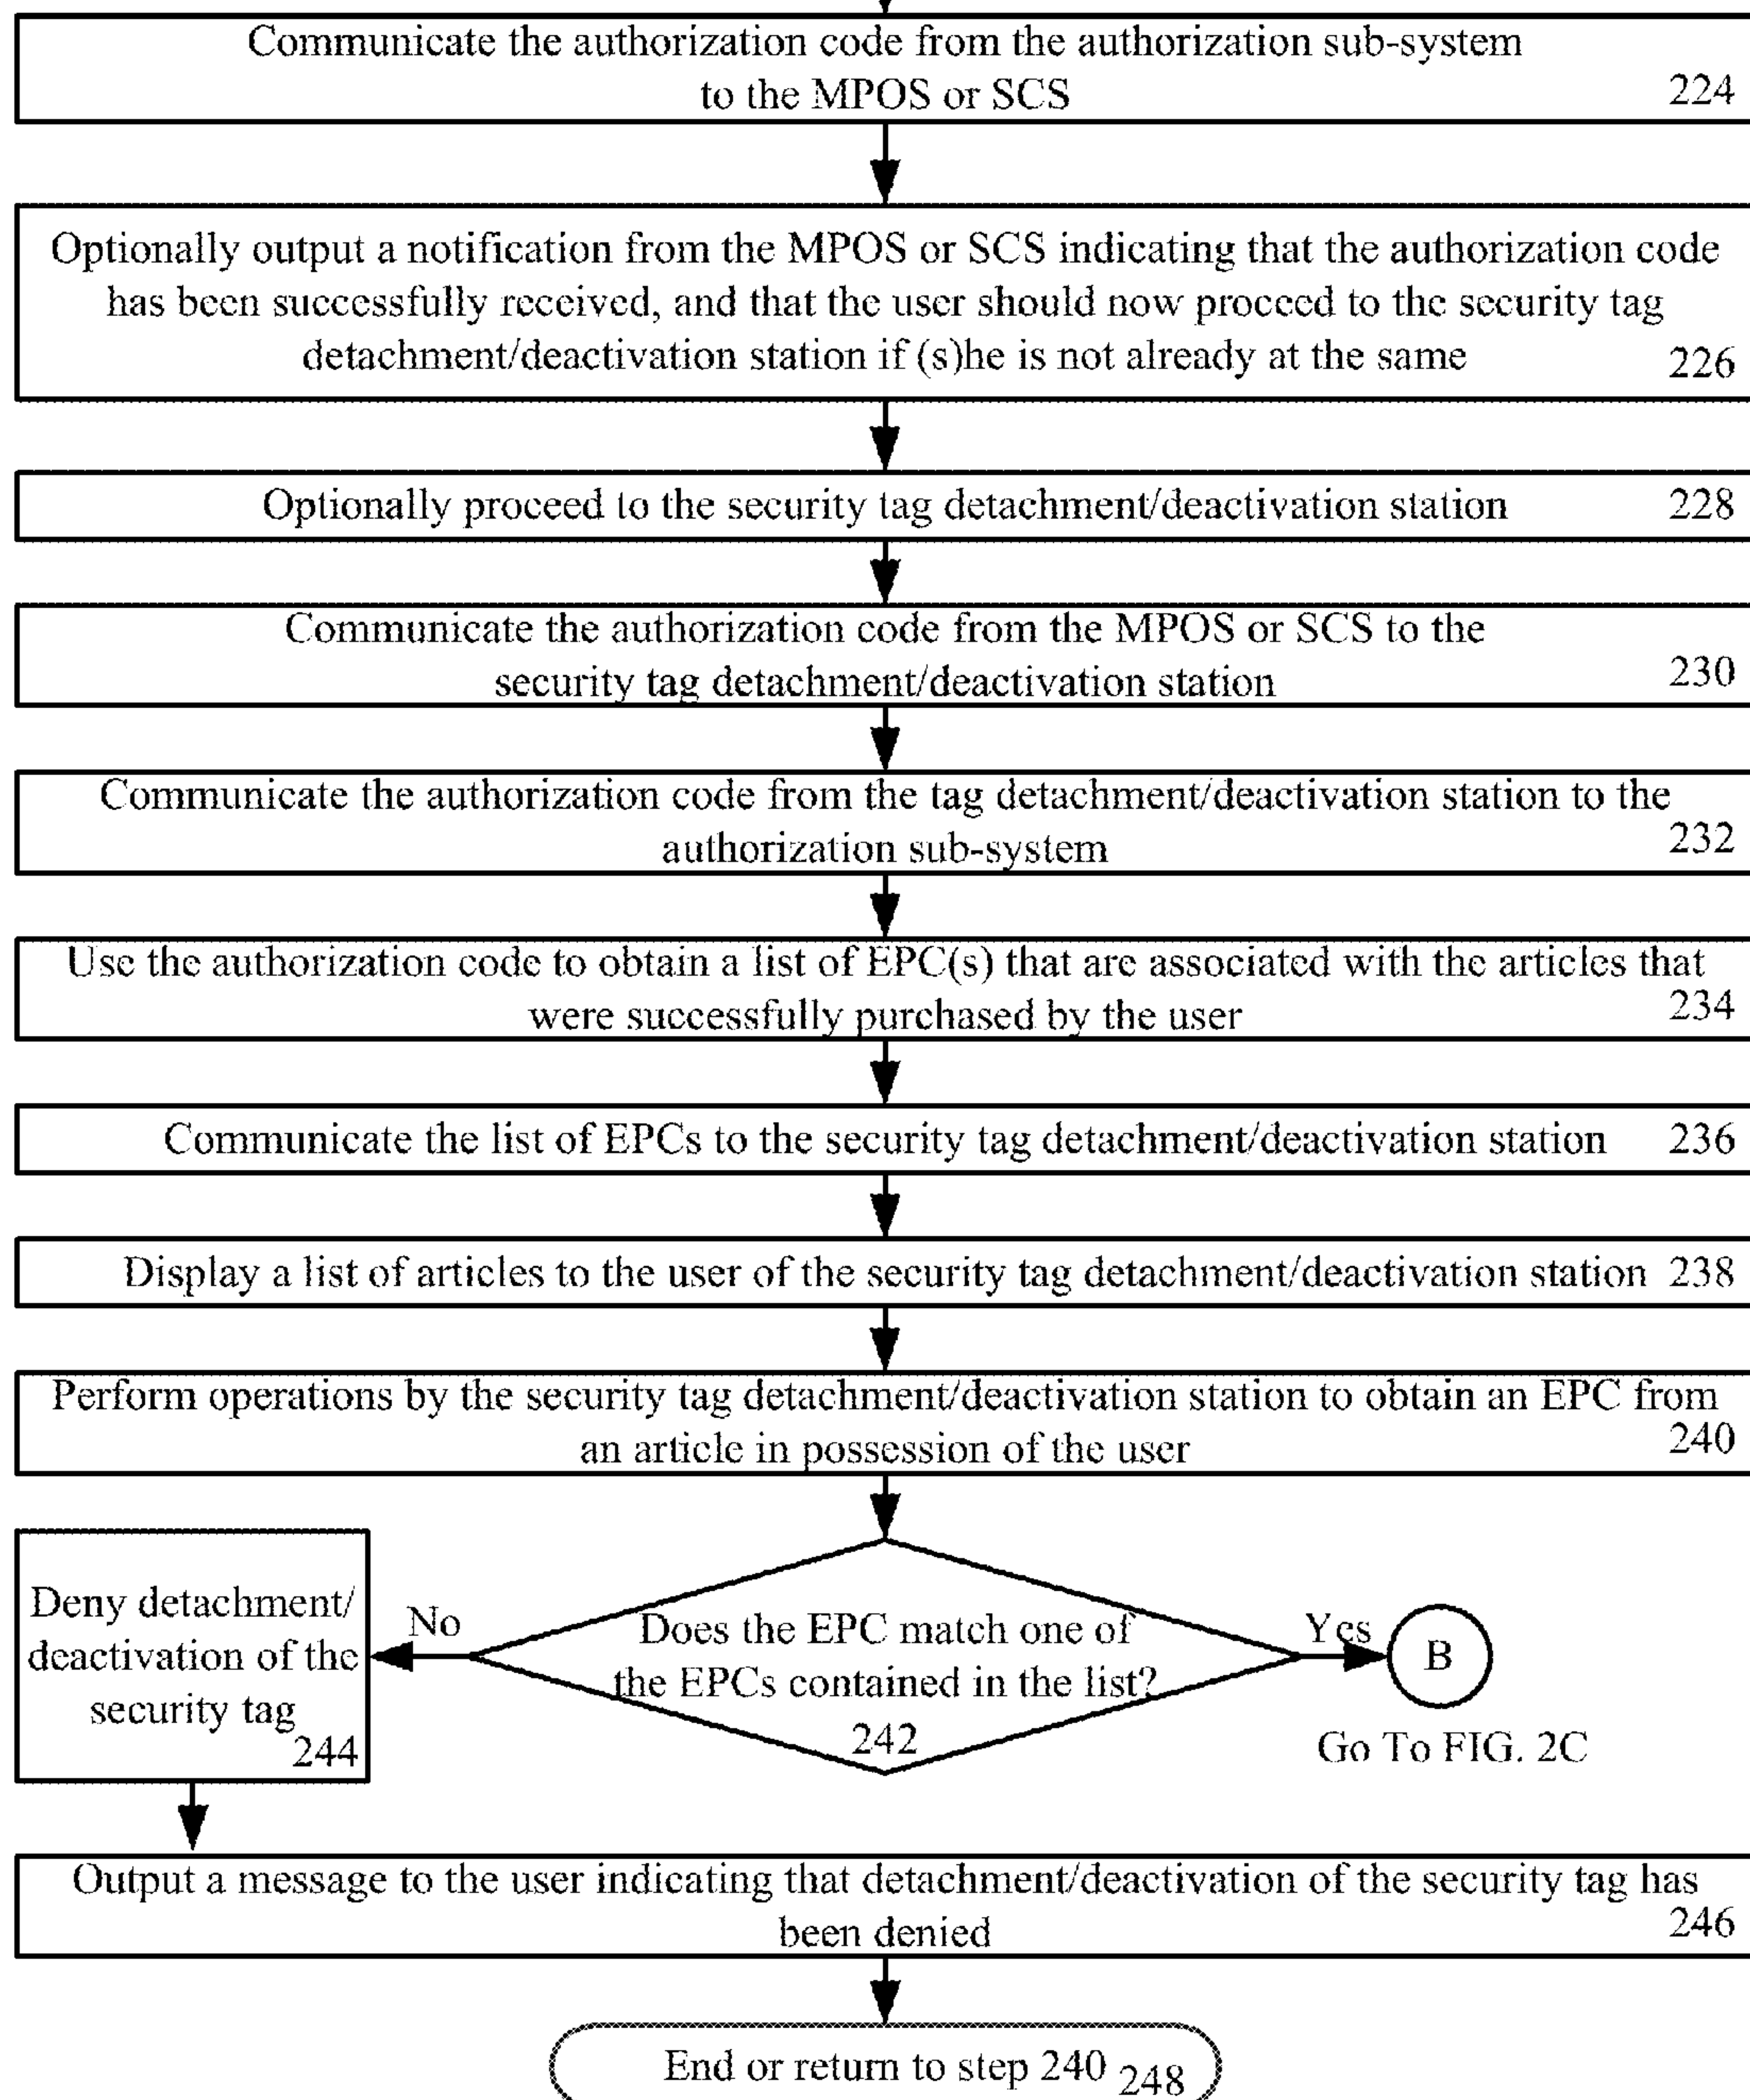 Communicate the authorization code from the authorization sub-system
to the MPOS or SCS
224
Optionally output a notification from the MPOS or SCS indicating that the authorization code
has been successfully received, and that the user should now proceed to the security tag
detachment/deactivation station if (s)he is not already at the same
226
Optionally proceed to the security tag detachment/deactivation station 228
Communicate the authorization code from the MPOS or SCS to the
security tag detachment/deactivation station
230
Communicate the authorization code from the tag detachment/deactivation station to the
authorization sub-system
232
Use the authorization code to obtain a list of EPC(s) that are associated with the articles that
were successfully purchased by the user
234
Communicate the list of EPCs to the security tag detachment/deactivation station 236
Display a list of articles to the user of the security tag detachment/deactivation station 238
Perform operations by the security tag detachment/deactivation station to obtain an EPC from
an article in possession of the user
240
Deny detachment/
deactivation of the
security tag
244
No
Does the EPC match one of
the EPCs contained in the list?
242
Yes
B
Go To FIG. 2C
Output a message to the user indicating that detachment/deactivation of the security tag has
been denied
246
End or return to step 240 248